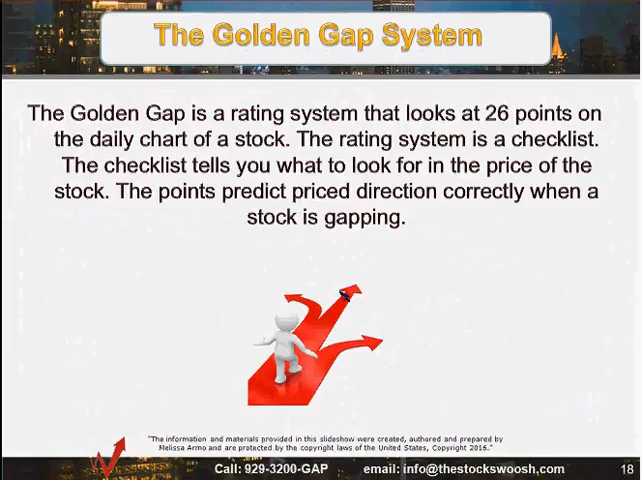 The Golden Gap System
The Golden Gap is a rating system that looks at 26 points on
the daily chart of a stock. The rating system is a checklist.
The checklist tells you what to look for in the price of the
stock. The points predict priced direction correctly when a
stock is gapping.
"The information and materials provided in this slideshow were created, authored and prepared by
Melissa Armo and are protected by the copyright laws of the United States, Copyright 2016."
Call: 929-3200-GAP email: info@thestockswoosh.com 18